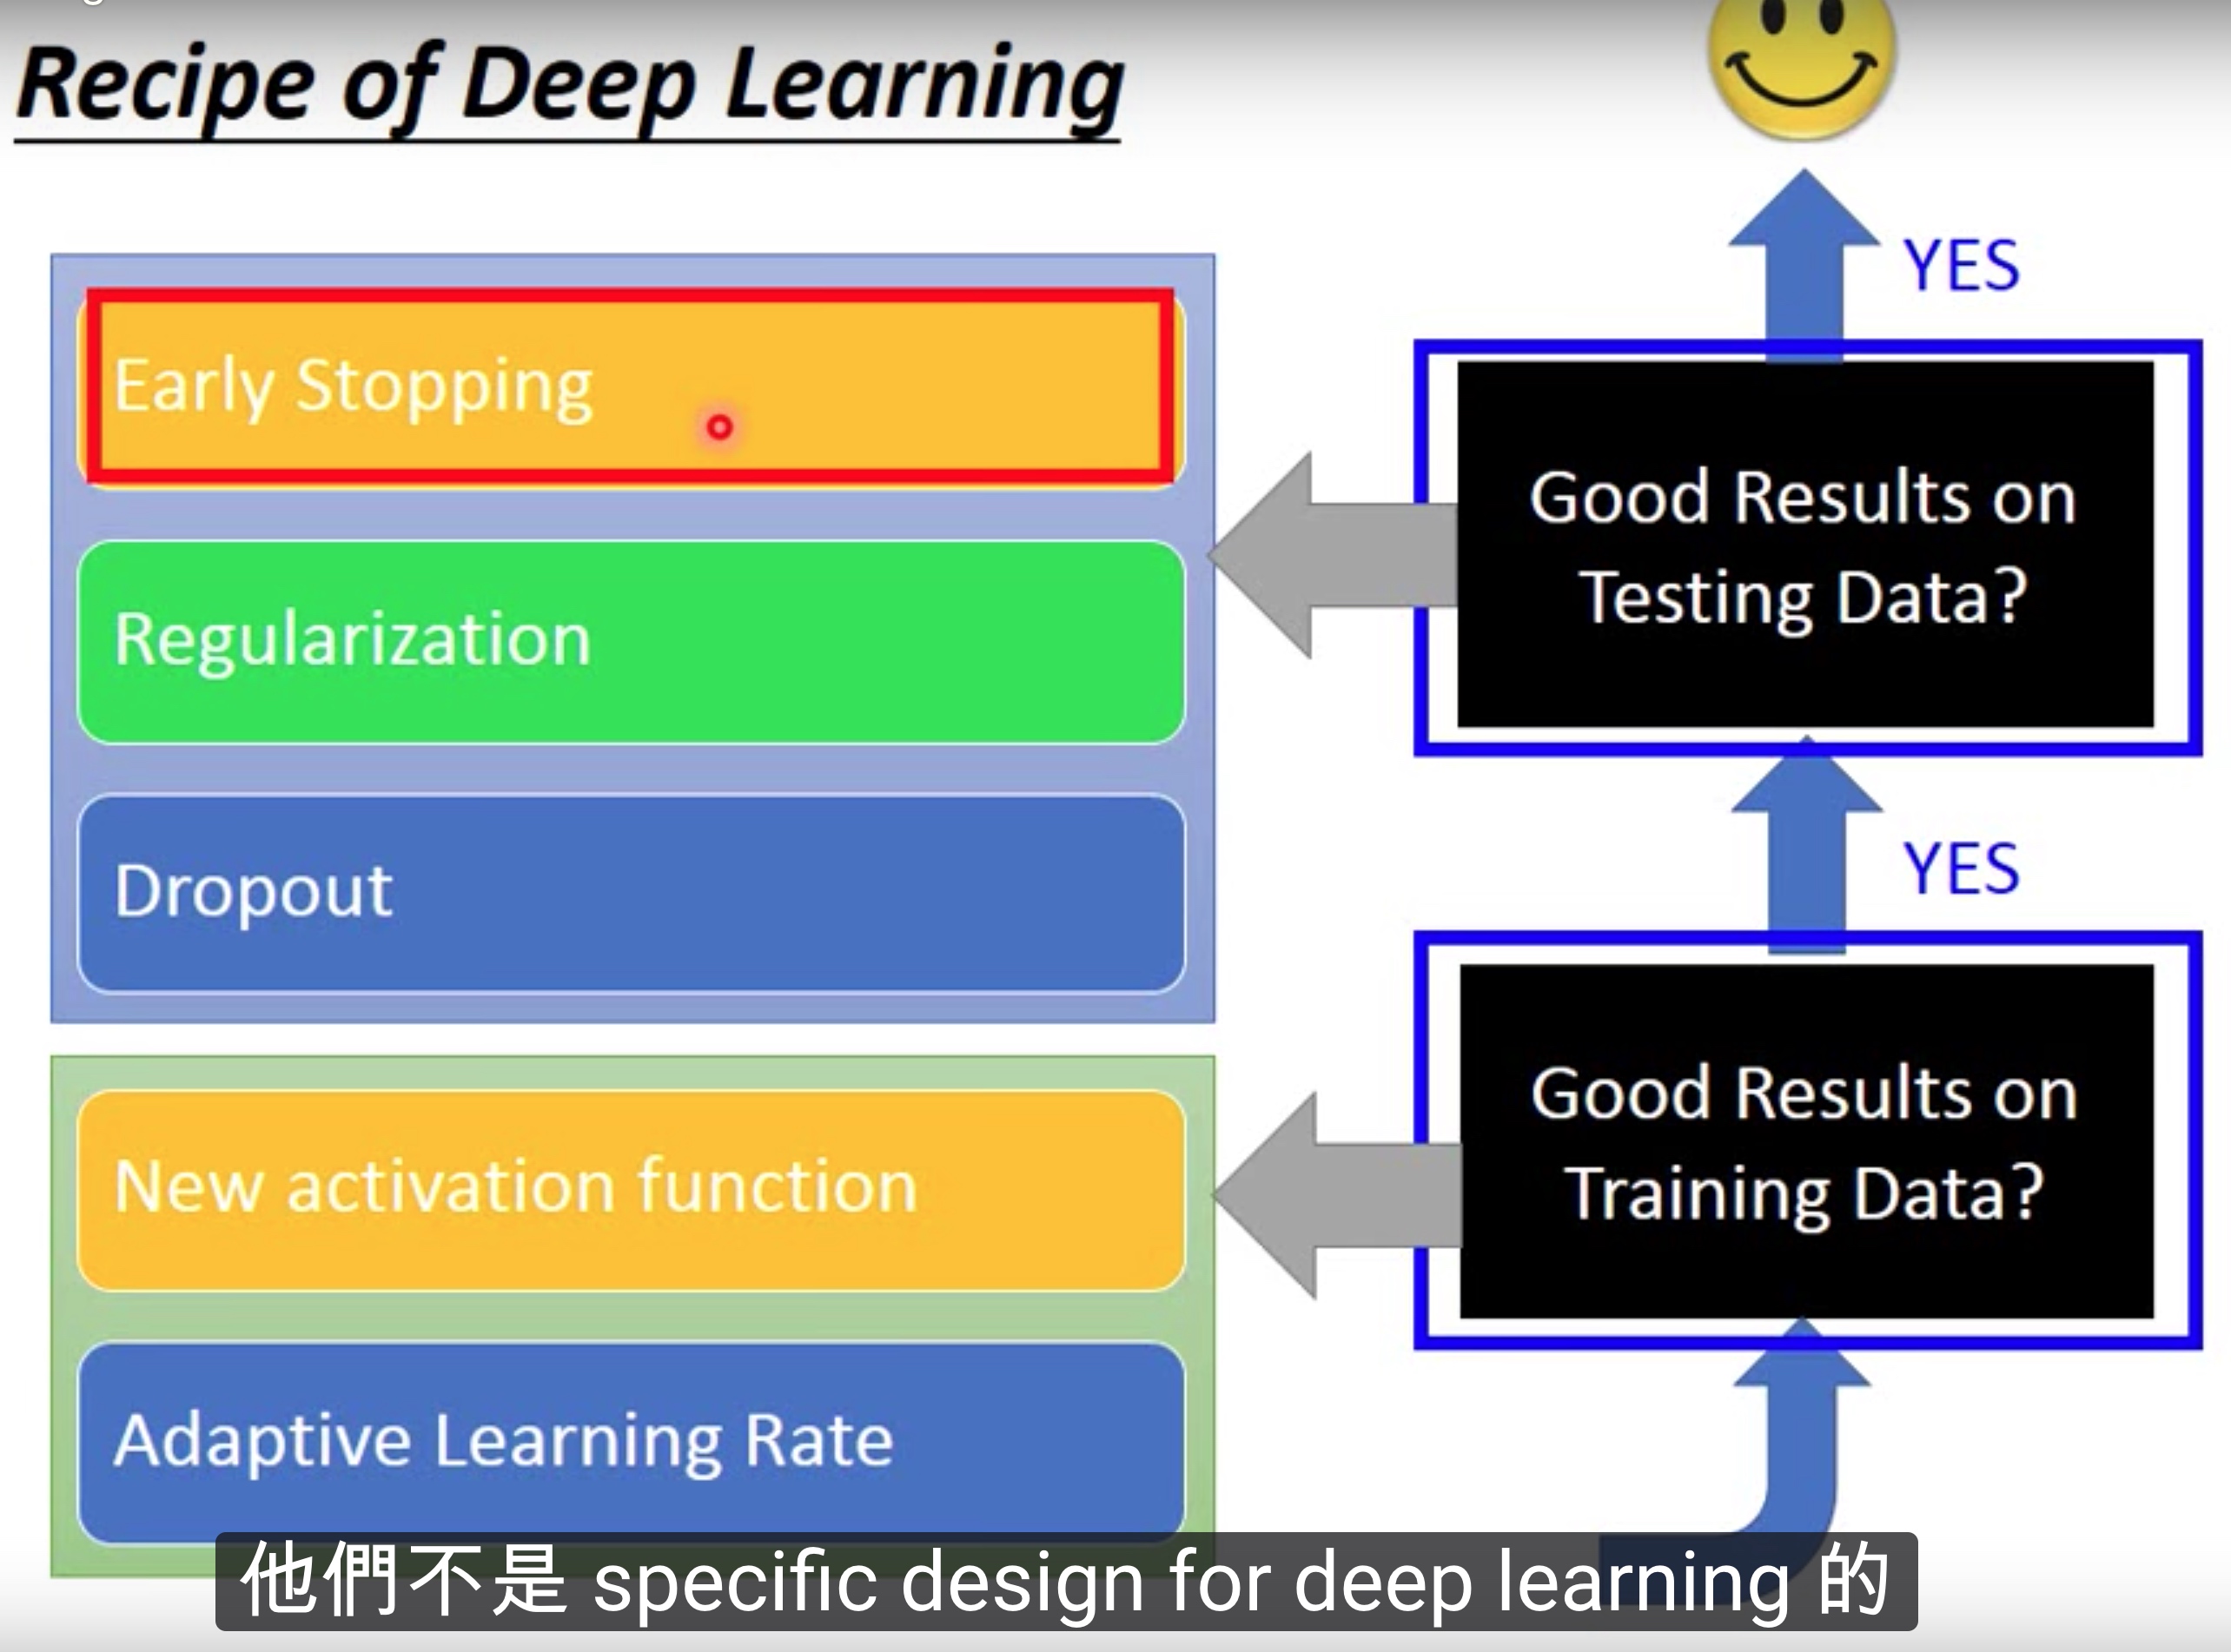 Recipe of Deep Learning
YES
Early Stopping
Good Results on
Testing Data?
Regularization
Dropout
YES
Good Results on
Training Data?
New activation function
Adaptive Learning Rate
他們不是 specific design for deep learning 的